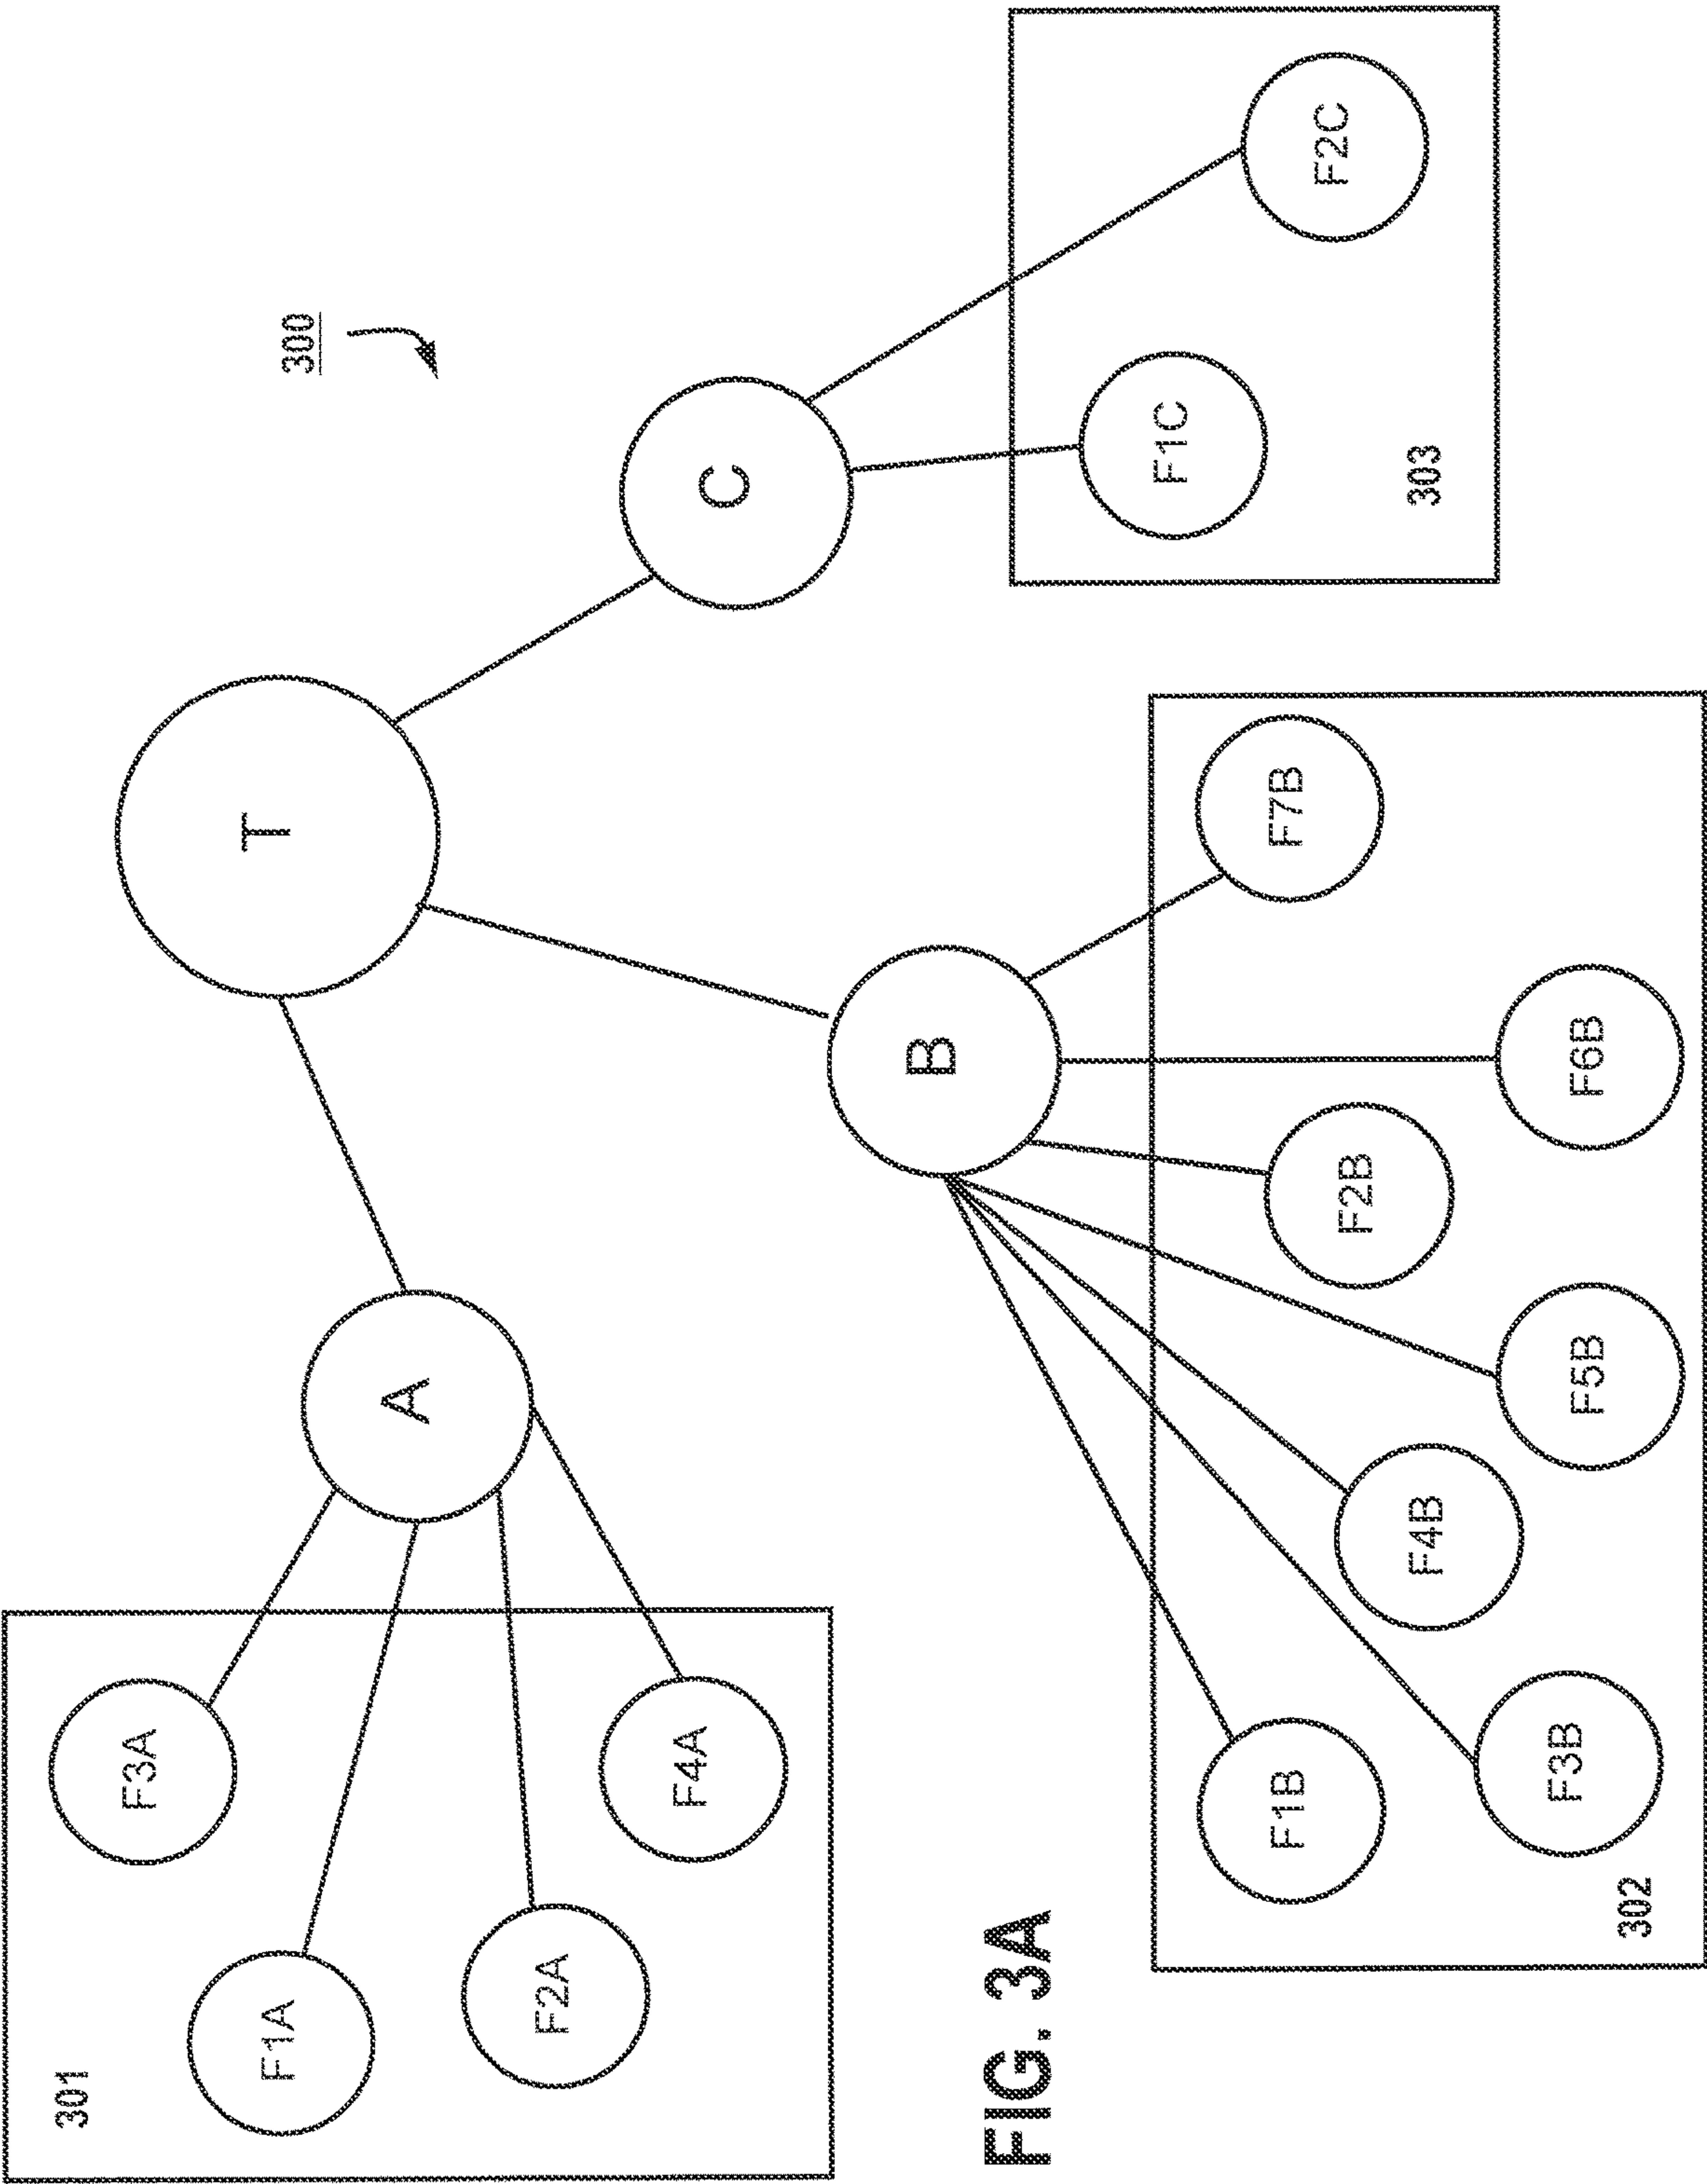 300
T
A
B
C
301
F1A
F3A
F2A
F4A
F1B
F3B
F4B
F5B
F2B
F6B
F7B
302
F1C
F2C
303
FIG. 3A